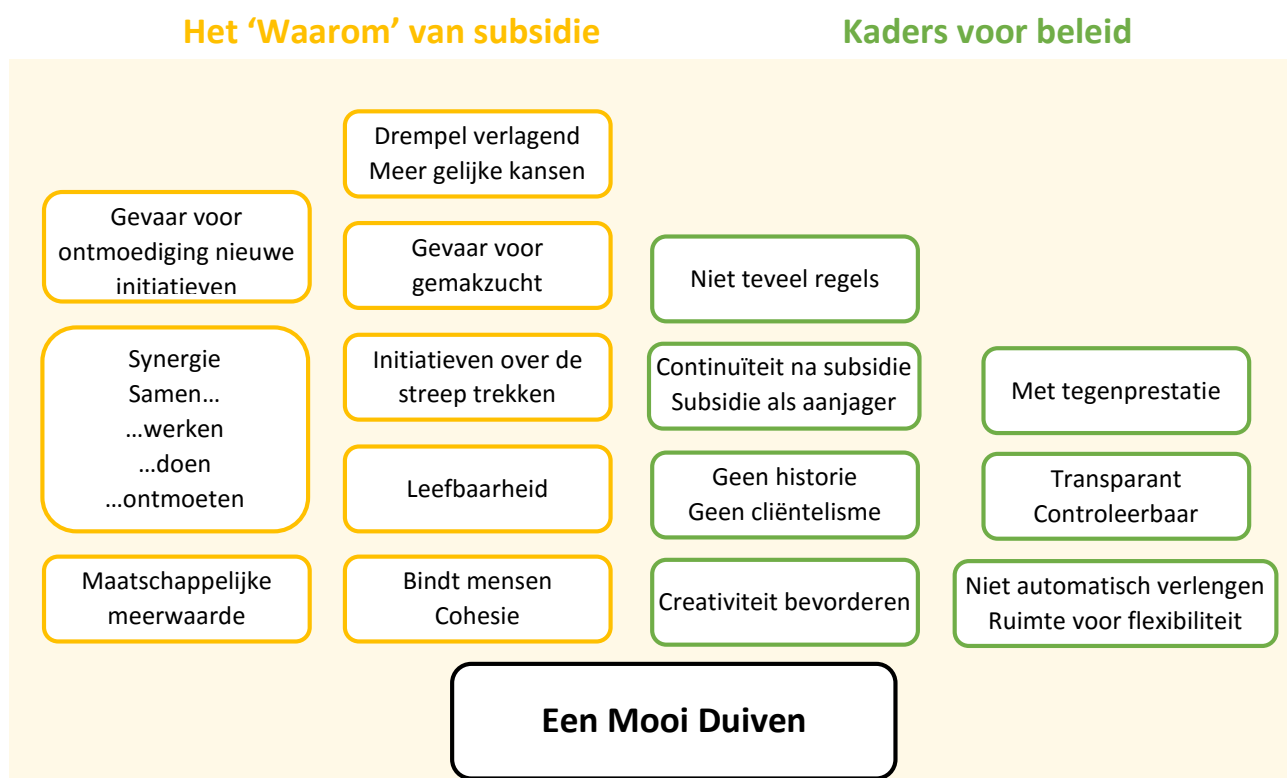 Het ‘Waarom’ van subsidie
Kaders voor beleid
Gevaar voor
ontmoediging nieuwe
initiatieven
Synergie
Samen…
…werken
…doen
…ontmoeten
Maatschappelijke
meerwaarde
Drempel verlagend
Meer gelijke kansen
Gevaar voor
gemakzucht
Initiatieven over de
streep trekken
Leefbaarheid
Bindt mensen
Cohesie
Niet teveel regels
Continuïteit na subsidie
Subsidie als aanjager
Geen historie
Geen cliëntelisme
Creativiteit bevorderen
Met tegenprestatie
Transparant
Controleerbaar
Niet automatisch verlengen
Ruimte voor flexibiliteit
Een Mooi Duiven